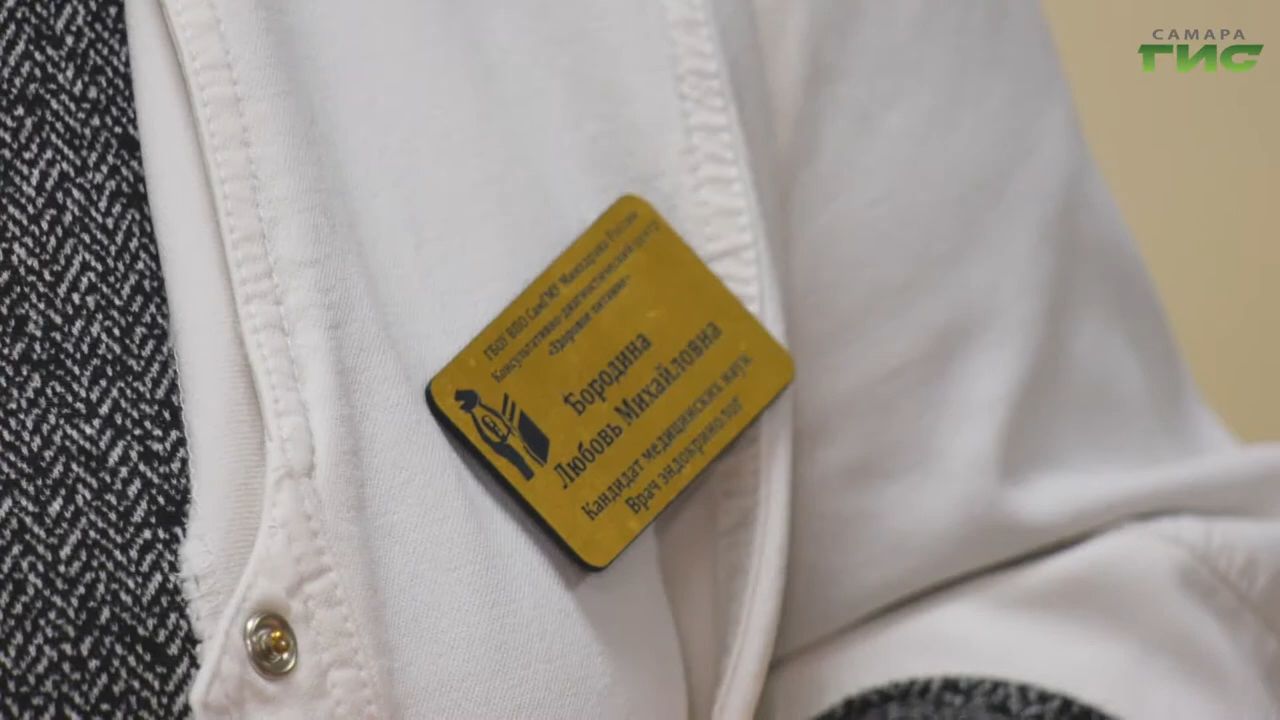 САМАРА
ГИС
ГБОУ ВПО СамГМУ Минздрава России
Консультативно-диагностический центр
«Здоровое питание»
Бородина
Любовь Михайловна
Кандидат медицинских наук
Врач эндокринолог